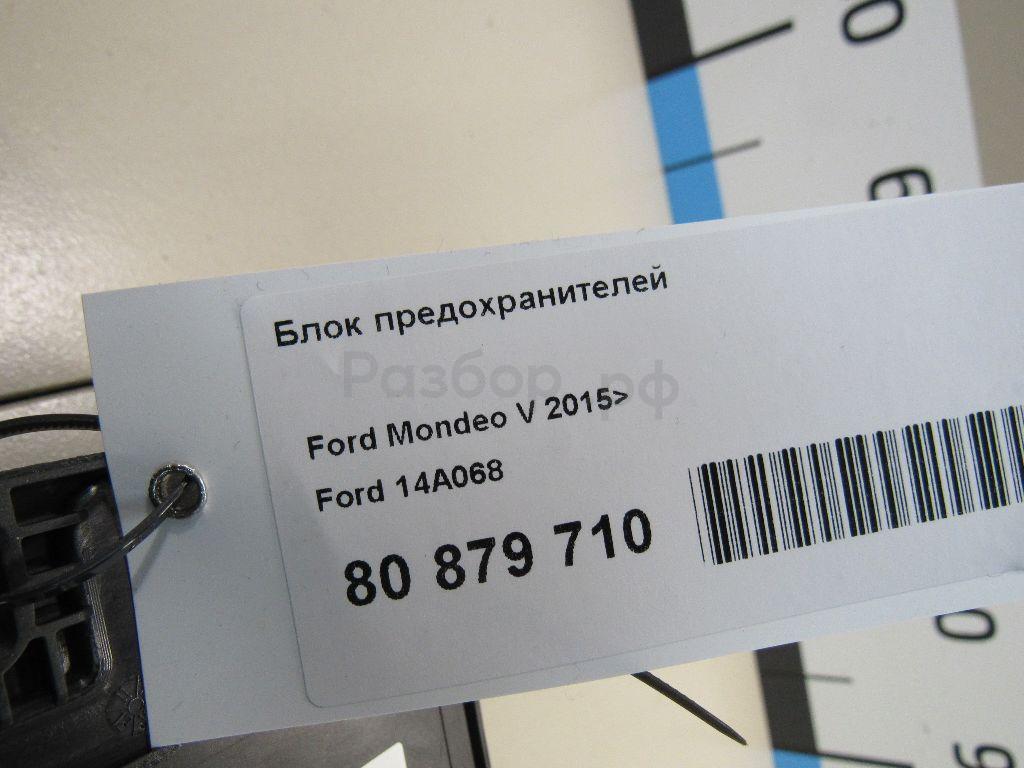 Блок предохранителей
Разбор.рф
Ford Mondeo V 2015>
Ford 14A068
80 879 710